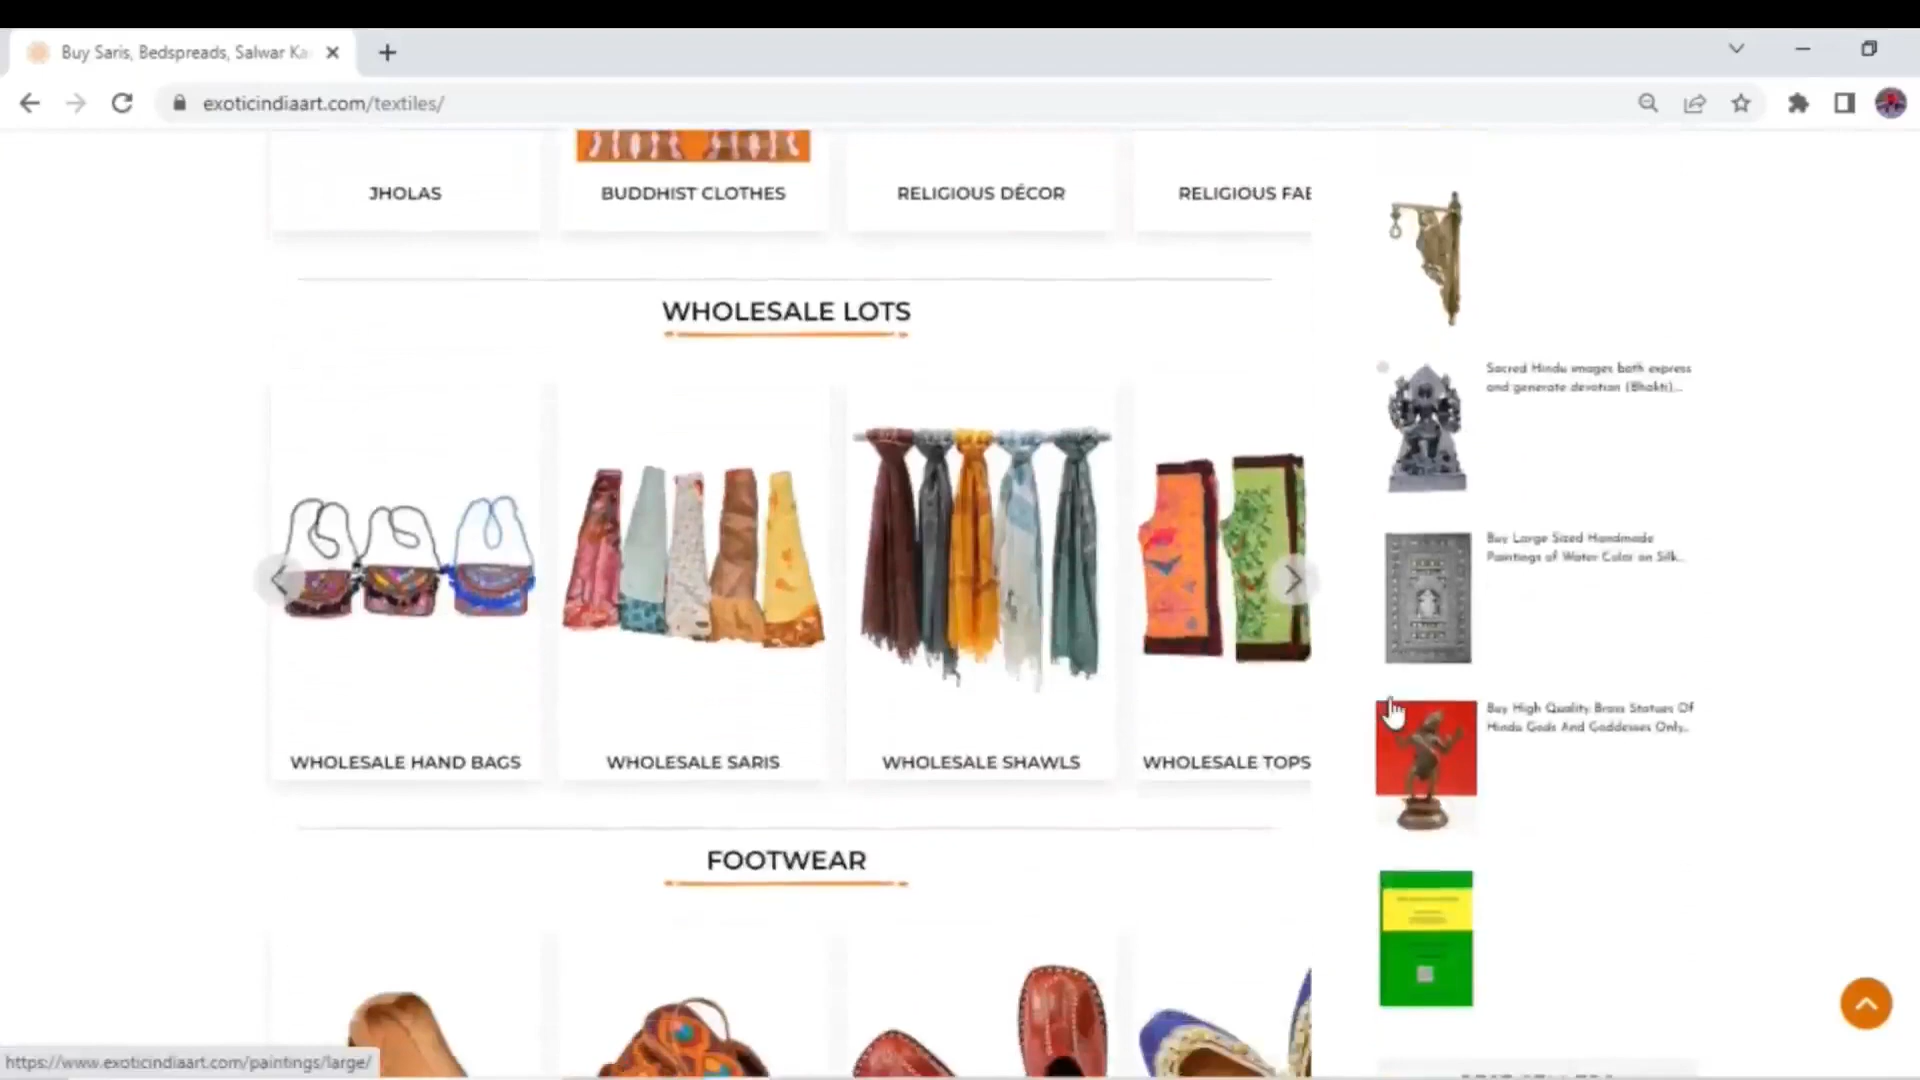 Buy Saris, Bedspreads, Salwar Ka
exoticindiaart.com/textiles/
JHOLAS
BUDDHIST CLOTHES
RELIGIOUS DÉCOR
RELIGIOUS FAB
WHOLESALE LOTS
WHOLESALE HAND BAGS
WHOLESALE SARIS
WHOLESALE SHAWLS
WHOLESALE TOPS
FOOTWEAR
Sacred Hindu images both express
and generate devotion (Bhakti)...
Buy Large Sized Handmade
Paintings of Water Color on Silk...
Buy High Quality Brass Statues Of
Hindu Gods And Goddesses Only...
https://www.exoticindiaart.com/paintings/large/